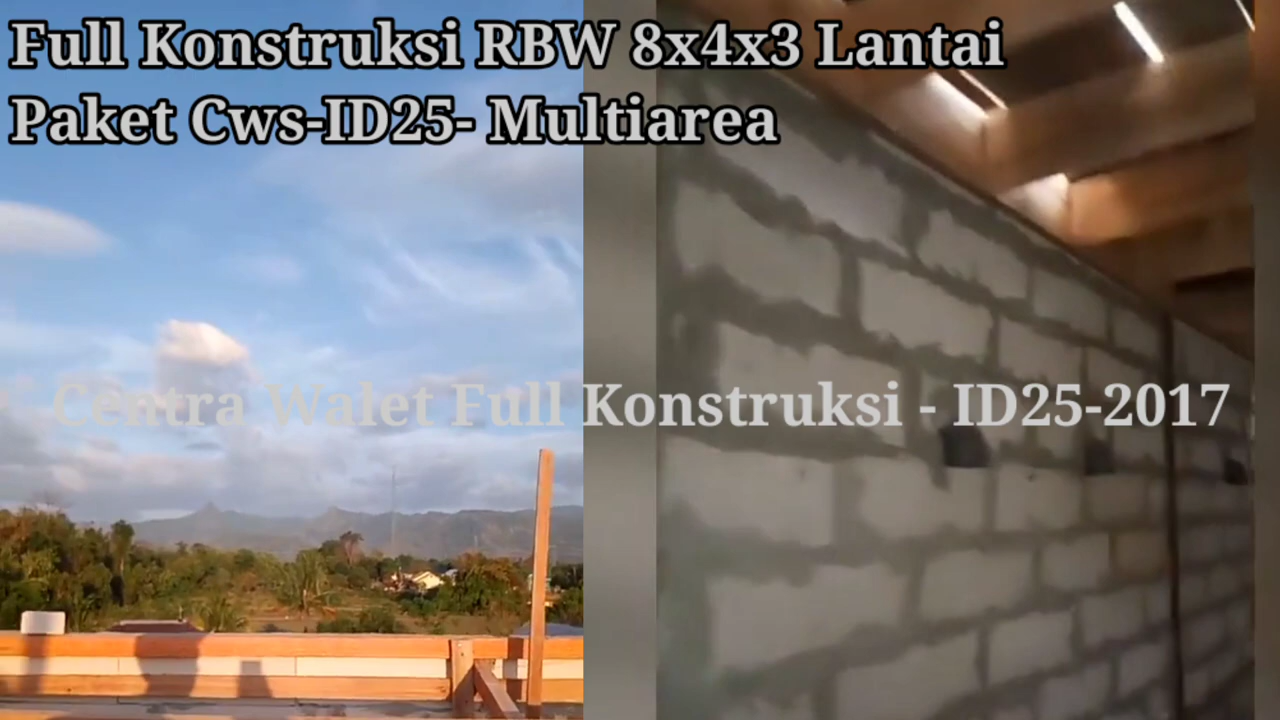 Full Konstruksi RBW 8x4x3 Lantai
Paket Cws-ID25- Multiarea
Centra Walet Full Konstruksi - ID25-2017